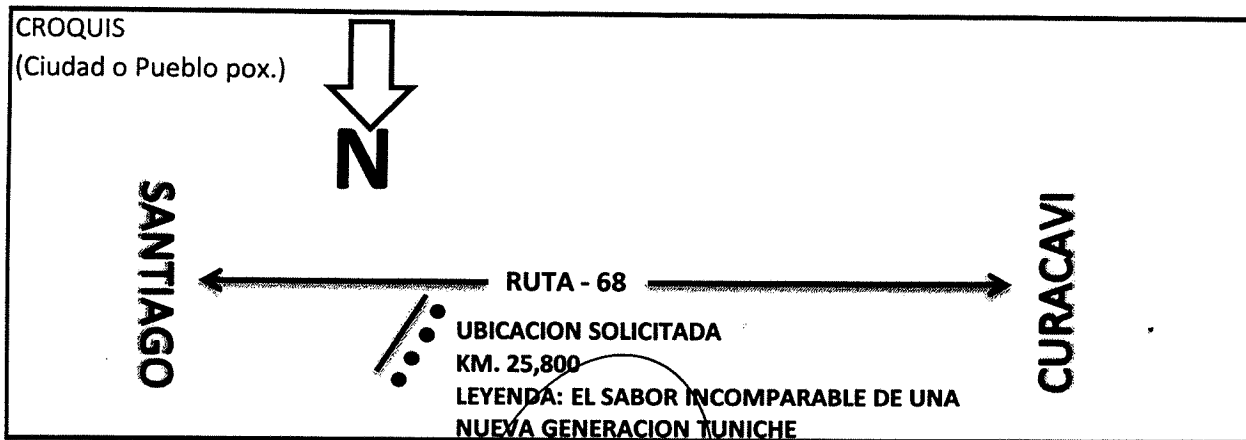 CROQUIS
(Ciudad o Pueblo pox.)
N
SANTIAGO
RUTA - 68
CURACAVI
UBICACION SOLICITADA
KM. 25,800
LEYENDA: EL SABOR INCOMPARABLE DE UNA
NUEVA GENERACION TUNICHE